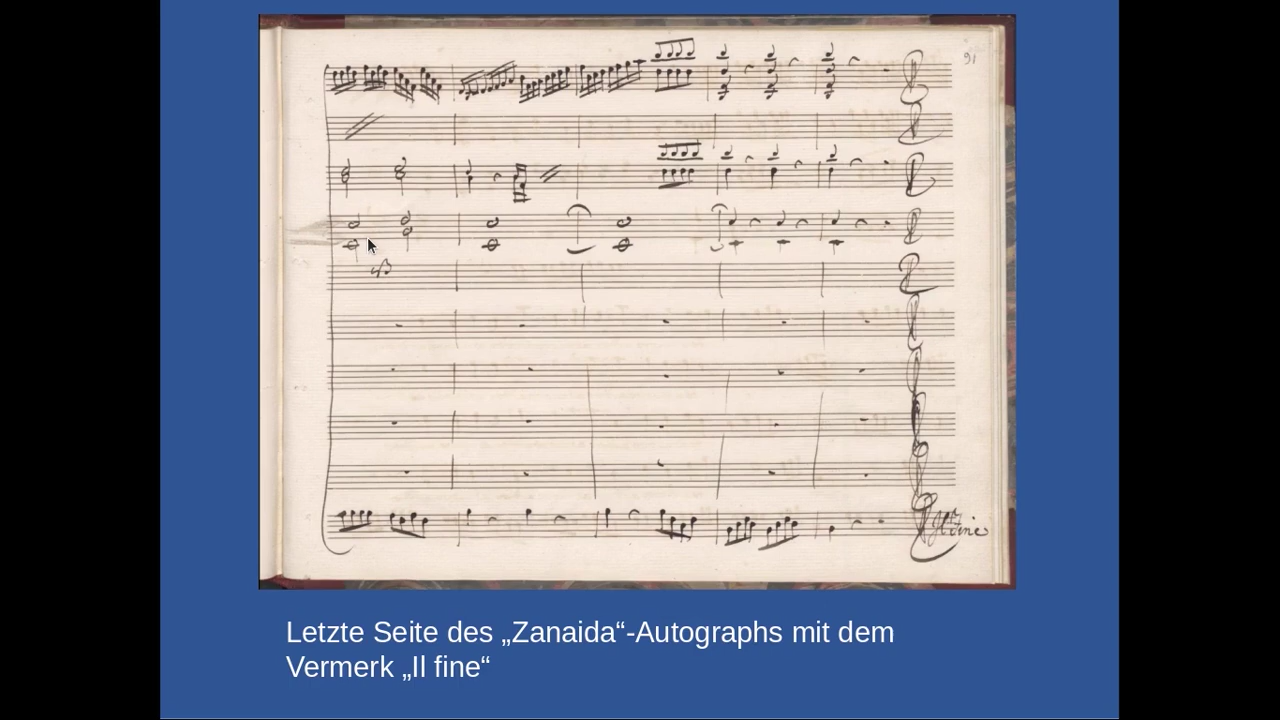 91
Il Fine
Letzte Seite des „Zanaida“-Autographs mit dem
Vermerk „Il fine“